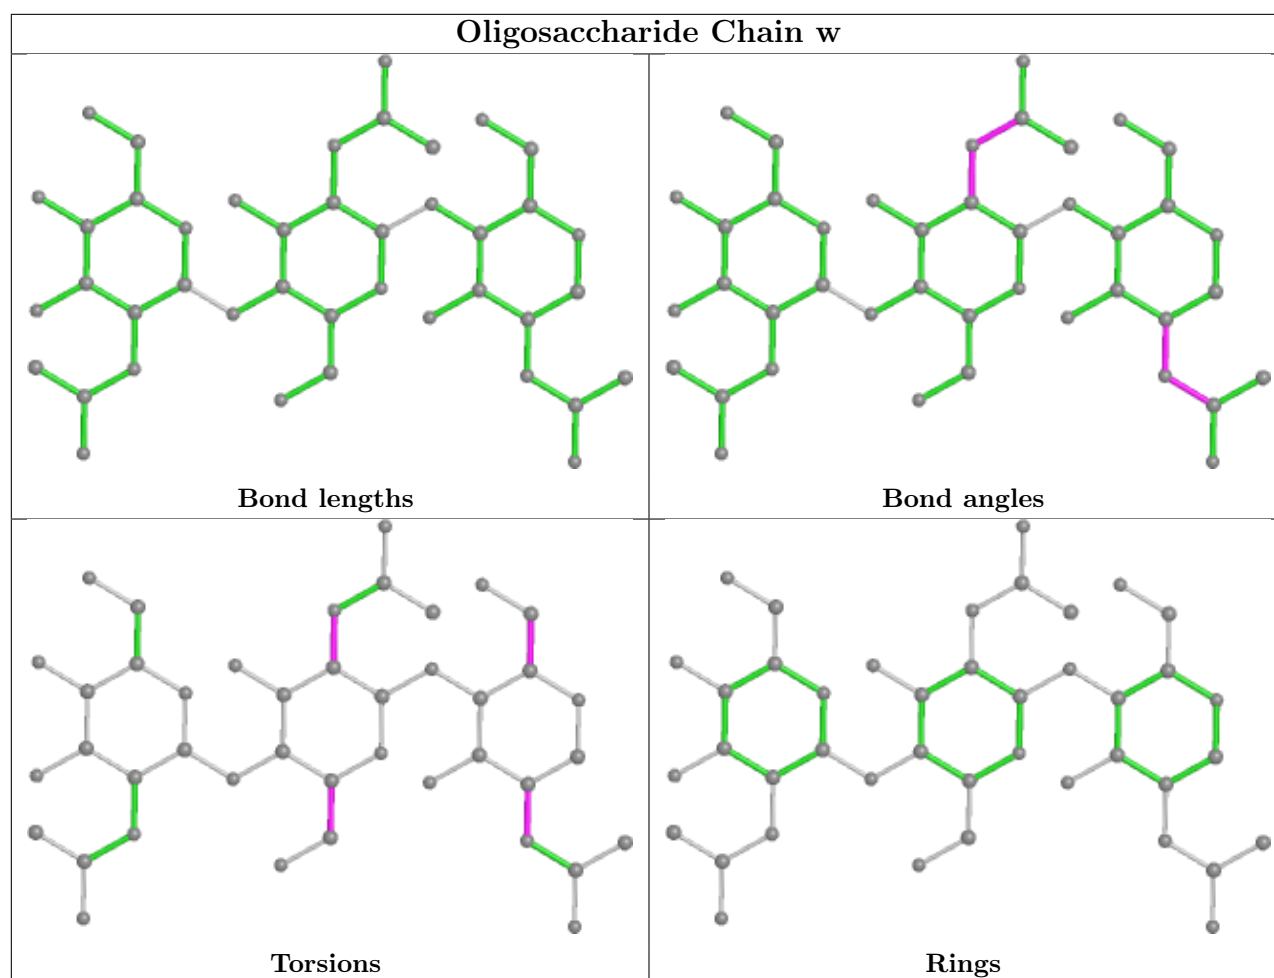 Oligosaccharide Chain w
Bond lengths
Bond angles
Torsions
Rings